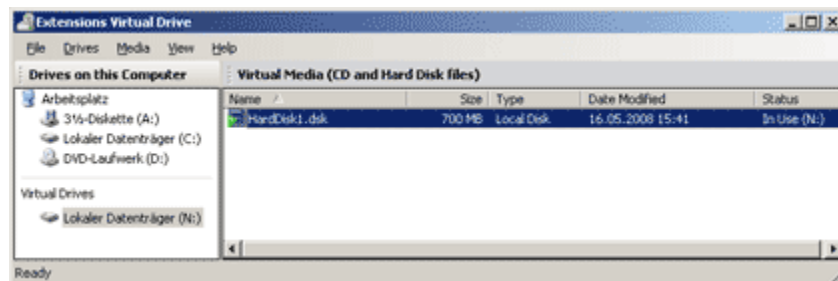 Extensions Virtual Drive
File Drives Media View Help
Drives on this Computer
Virtual Media (CD and Hard Disk files)
Arbeitsplatz
3½-Diskette (A:)
Lokaler Datenträger (C:)
DVD-Laufwerk (D:)
Virtual Drives
Lokaler Datenträger (N:)
Name Size Type Date Modified Status
HardDisk1.dsk 700 MB Local Disk 16.05.2008 15:41 In Use (N:)
Ready